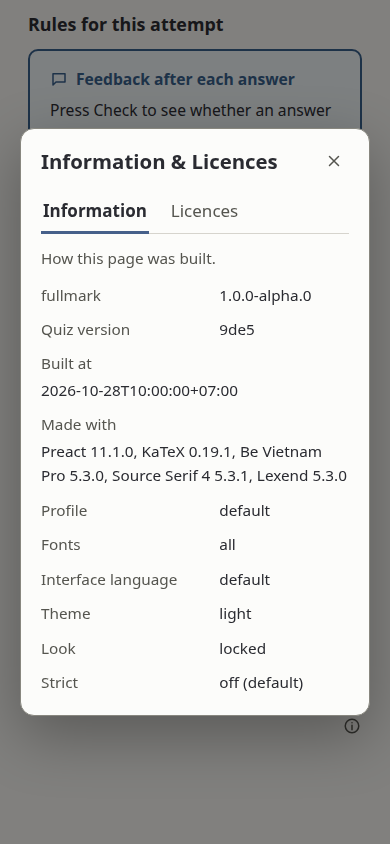 Rules for this attempt
Feedback after each answer
Press Check to see whether an answer
Information & Licences
Information Licences
How this page was built.
fullmark 1.0.0-alpha.0
Quiz version 9de5
Built at
2026-10-28T10:00:00+07:00
Made with
Preact 11.1.0, KaTeX 0.19.1, Be Vietnam
Pro 5.3.0, Source Serif 4 5.3.1, Lexend 5.3.0
Profile default
Fonts all
Interface language default
Theme light
Look locked
Strict off (default)